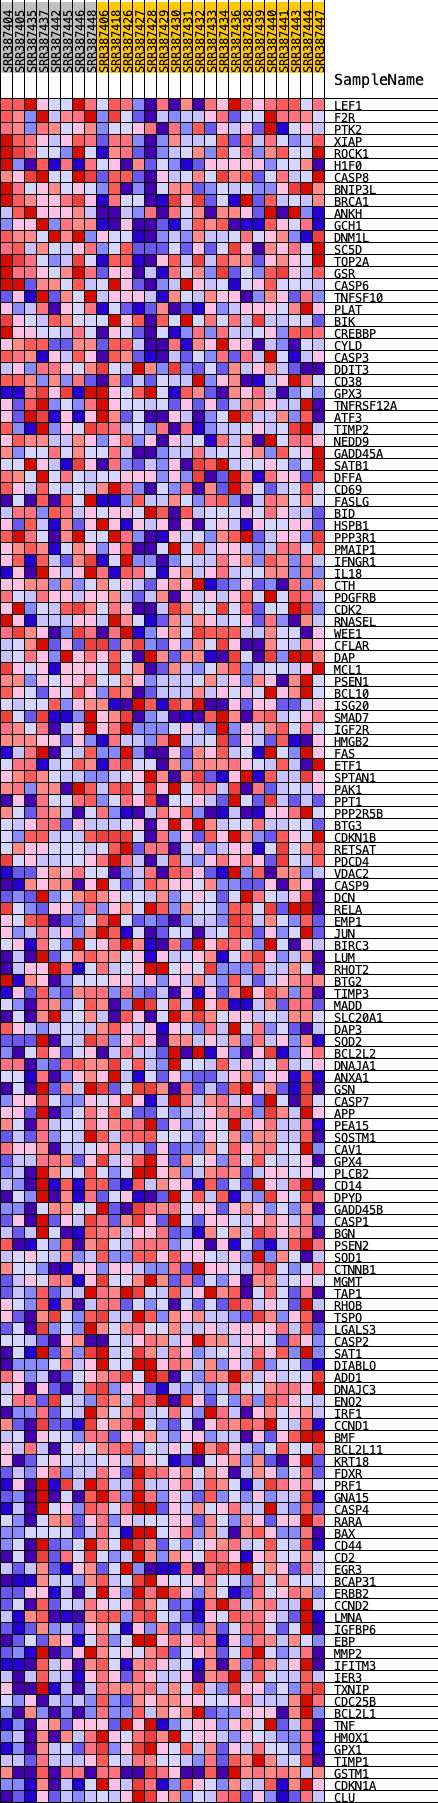 SRR387404
SRR387405
SRR387435
SRR387437
SRR387442
SRR387445
SRR387446
SRR387448
SRR387406
SRR387418
SRR387426
SRR387427
SRR387428
SRR387429
SRR387430
SRR387431
SRR387432
SRR387433
SRR387434
SRR387436
SRR387438
SRR387439
SRR387440
SRR387441
SRR387443
SRR387444
SRR387447
SampleName
LEF1
F2R
PTK2
XIAP
ROCK1
H1F0
CASP8
BNIP3L
BRCA1
ANKH
GCH1
DNM1L
SC5D
TOP2A
GSR
CASP6
TNFSF10
PLAT
BIK
CREBBP
CYLD
CASP3
DDIT3
CD38
GPX3
TNFRSF12A
ATF3
TIMP2
NEDD9
GADD45A
SATB1
DFFA
CD69
FASLG
BID
HSPB1
PPP3R1
PMAIP1
IFNGR1
IL18
CTH
PDGFRB
CDK2
RNASEL
WEE1
CFLAR
DAP
MCL1
PSEN1
BCL10
ISG20
SMAD7
IGF2R
HMGB2
FAS
ETF1
SPTAN1
PAK1
PPT1
PPP2R5B
BTG3
CDKN1B
RETSAT
PDCD4
VDAC2
CASP9
DCN
RELA
EMP1
JUN
BIRC3
LUM
RHOT2
BTG2
TIMP3
MADD
SLC20A1
DAP3
SOD2
BCL2L2
DNAJA1
ANXA1
GSN
CASP7
APP
PEA15
SQSTM1
CAV1
GPX4
PLCB2
CD14
DPYD
GADD45B
CASP1
BGN
PSEN2
SOD1
CTNNB1
MGMT
TAP1
RHOB
TSPO
LGALS3
CASP2
SAT1
DIABLO
ADD1
DNAJC3
ENO2
IRF1
CCND1
BMF
BCL2L11
KRT18
FDXR
PRF1
GNA15
CASP4
RARA
BAX
CD44
CD2
EGR3
BCAP31
ERBB2
CCND2
LMNA
IGFBP6
EBP
MMP2
IFITM3
IER3
TXNIP
CDC25B
BCL2L1
TNF
HMOX1
GPX1
TIMP1
GSTM1
CDKN1A
CLU